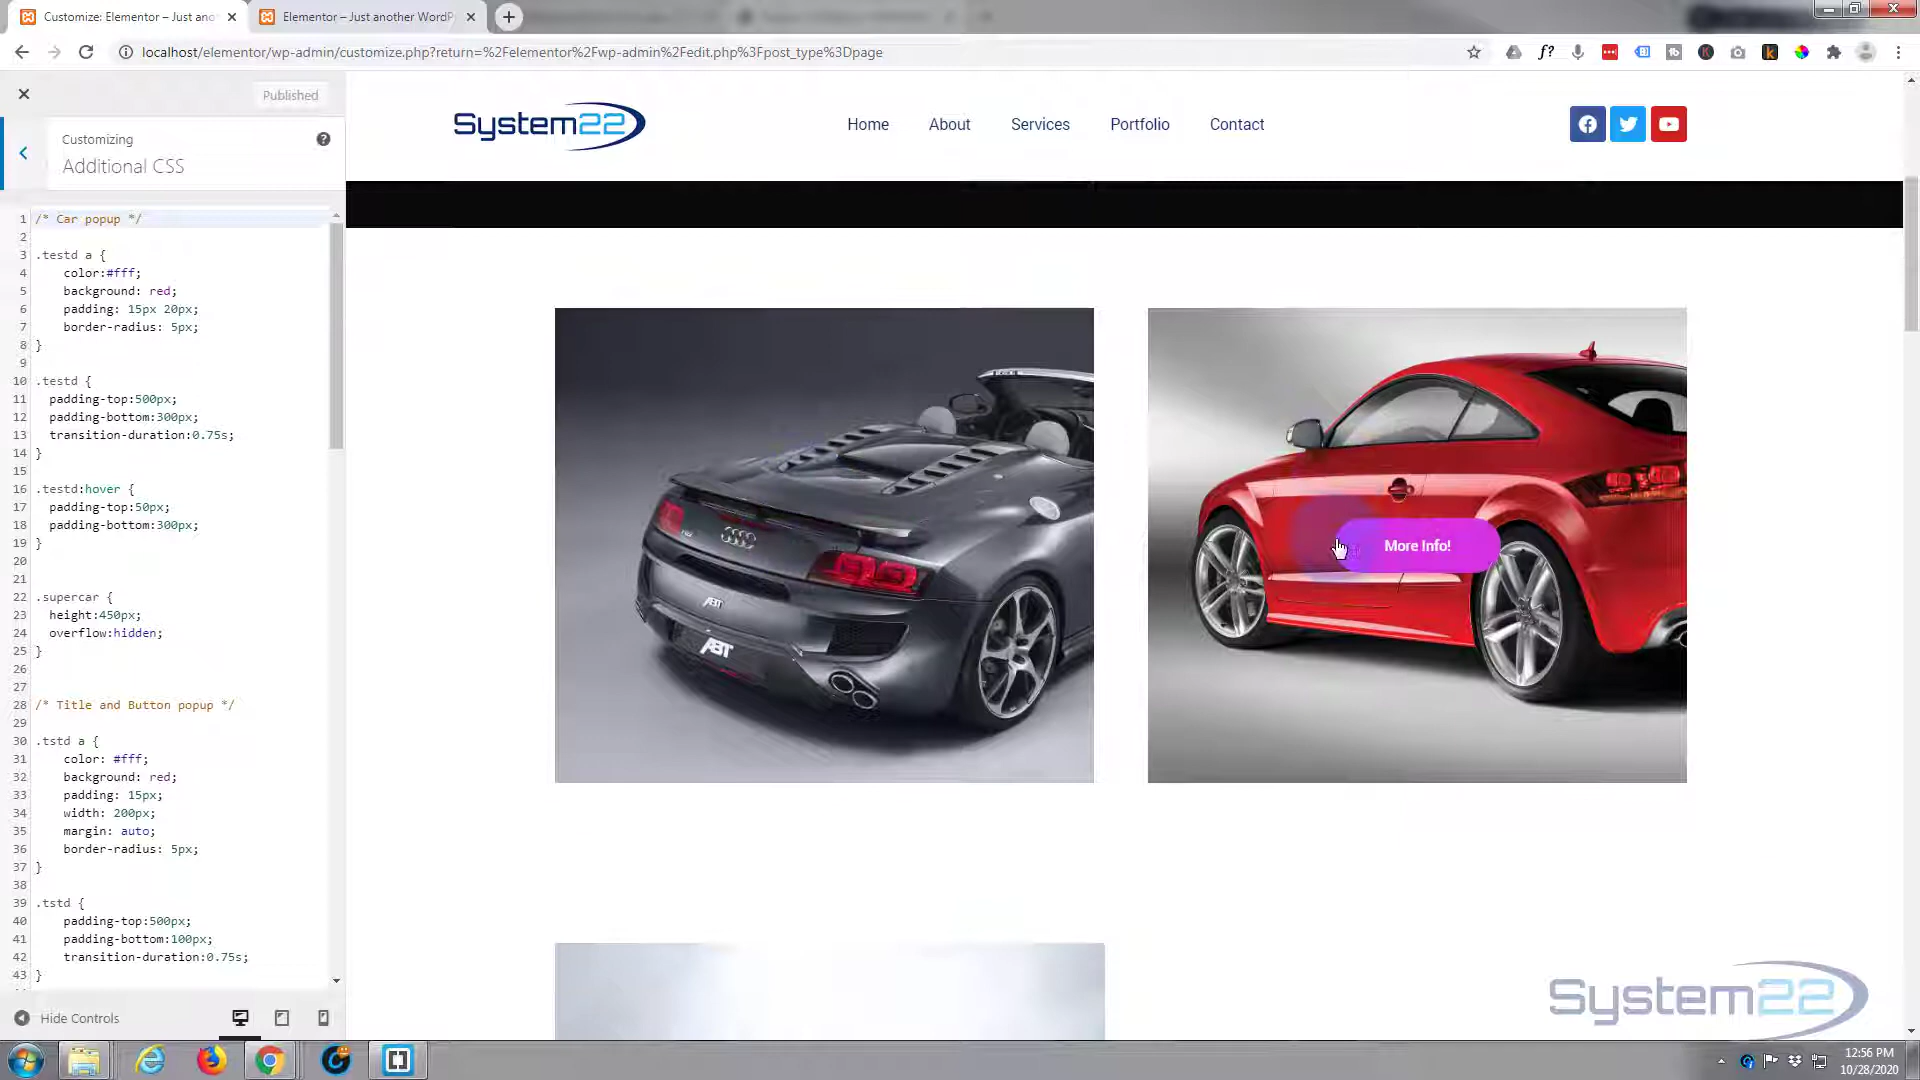 Customize: Elementor – Just ano
Elementor – Just another WordP
localhost/elementor/wp-admin/customize.php?return=%2Felementor%2Fwp-admin%2Fedit.php%3Fpost_type%3Dpage
Published
Customizing
Additional CSS
1 /* Car popup */
2
3 .testd a {
4 color:#fff;
5 background: red;
6 padding: 15px 20px;
7 border-radius: 5px;
8 }
9
10 .testd {
11 padding-top:500px;
12 padding-bottom:300px;
13 transition-duration:0.75s;
14 }
15
16 .testd:hover {
17 padding-top:50px;
18 padding-bottom:300px;
19 }
20
21
22 .supercar {
23 height:450px;
24 overflow:hidden;
25 }
26
27
28 /* Title and Button popup */
29
30 .tstd a {
31 color: #fff;
32 background: red;
33 padding: 15px;
34 width: 200px;
35 margin: auto;
36 border-radius: 5px;
37 }
38
39 .tstd {
40 padding-top:500px;
41 padding-bottom:100px;
42 transition-duration:0.75s;
43 }
Hide Controls
System22
Home About Services Portfolio Contact
More Info!
ABT
ABT
System22
12:56 PM
10/28/2020